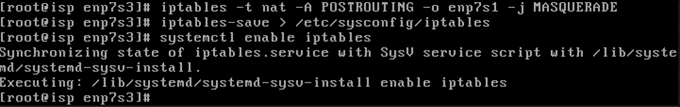 [root@isp enp7s3]# iptables -t nat -A POSTROUTING -o enp7s1 -j MASQUERADE
[root@isp enp7s3]# iptables-save > /etc/sysconfig/iptables
[root@isp enp7s3]# systemctl enable iptables
Synchronizing state of iptables.service with SysV service script with /lib/syste
md/systemd-sysv-install.
Executing: /lib/systemd/systemd-sysv-install enable iptables
[root@isp enp7s3]#